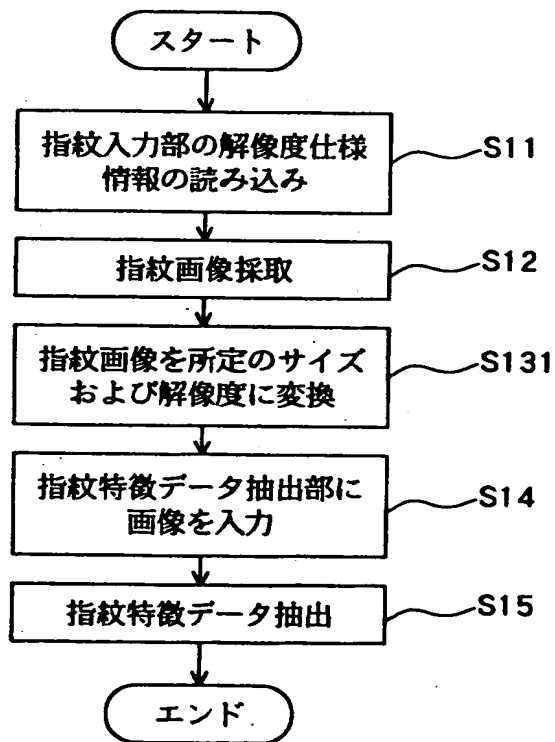 スタート
指紋入力部の解像度仕様
情報の読み込み
S11
指紋画像採取
S12
指紋画像を所定のサイズ
および解像度に変換
S131
指紋特徴データ抽出部に
画像を入力
S14
指紋特徴データ抽出
S15
エンド